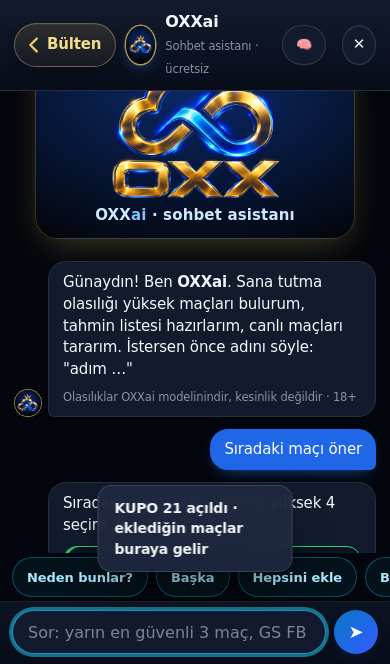 Bülten
OXXai
Sohbet asistanı ·
ücretsiz
OXX
OXXai · sohbet asistanı
Günaydın! Ben OXXai. Sana tutma
olasılığı yüksek maçları bulurum,
tahmin listesi hazırlarım, canlı maçları
tararım. İstersen önce adını söyle:
"adım ..."
Olasılıklar OXXai modelinindir, kesinlik değildir · 18+
Sıradaki maçı öner
yüksek 4
KUPO 21 açıldı ·
eklediğin maçlar
buraya gelir
Neden bunlar?
Başka
Hepsini ekle
Sor: yarın en güvenli 3 maç, GS FB